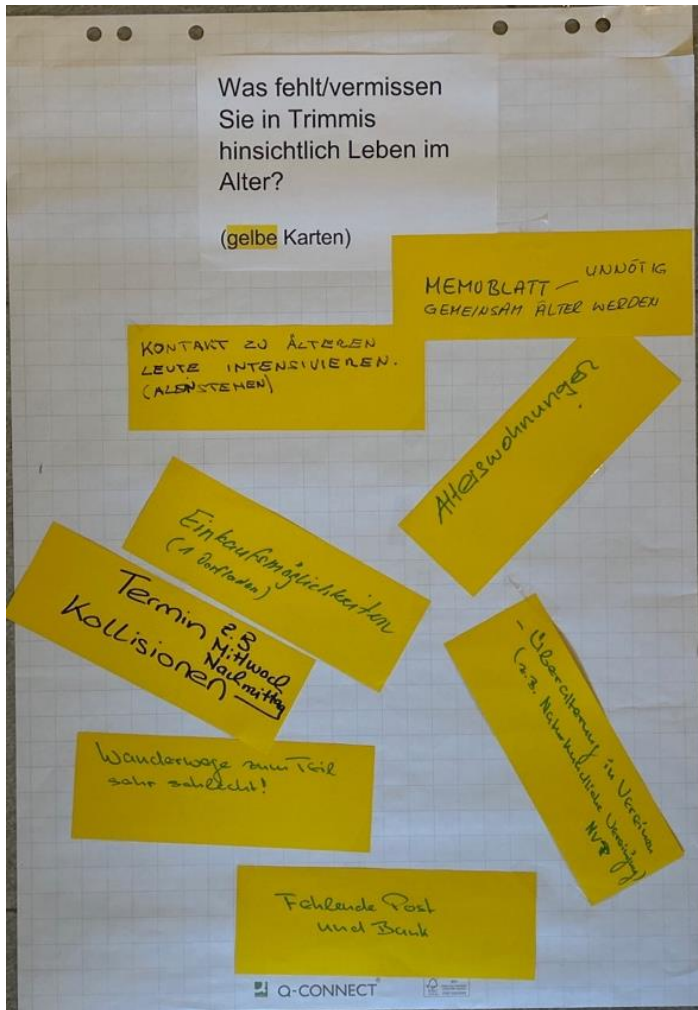 Was fehlt/vermissen
Sie in Trimmis
hinsichtlich Leben im
Alter?
(gelbe Karten)
MEMOBLATT – UNNÖTIG
GEMEINSAM ÄLTER WERDEN
KONTAKT ZU ÄLTEREN
LEUTE INTENSIVIEREN.
(ALEINSTEHEN)
Alterswohnungen
Einkaufsmöglichkeiten
(1 Dorfladen)
Termin
Kollisionen
z.B
Mittwoch
Nachmittag
- Überalterung in Vereinen
(z.B. Naturkundliche Vereinigung)
Wanderwege zum Teil
sehr schlecht!
Fehlende Post
und Bank
Q-CONNECT